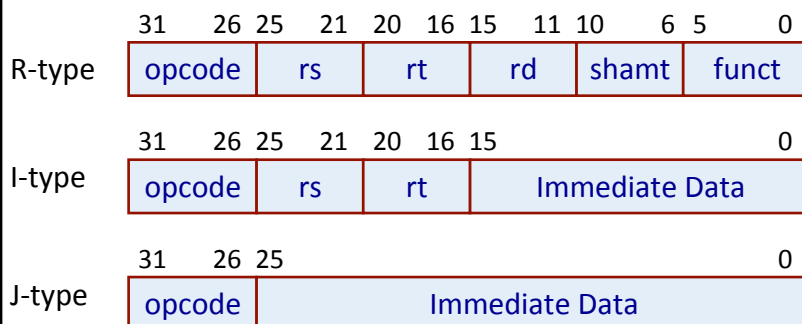 31 26 25 21 20 16 15 11 10 6 5 0
R-type opcode rs rt rd shamt funct
31 26 25 21 20 16 15 0
I-type opcode rs rt Immediate Data
31 26 25 0
J-type opcode Immediate Data